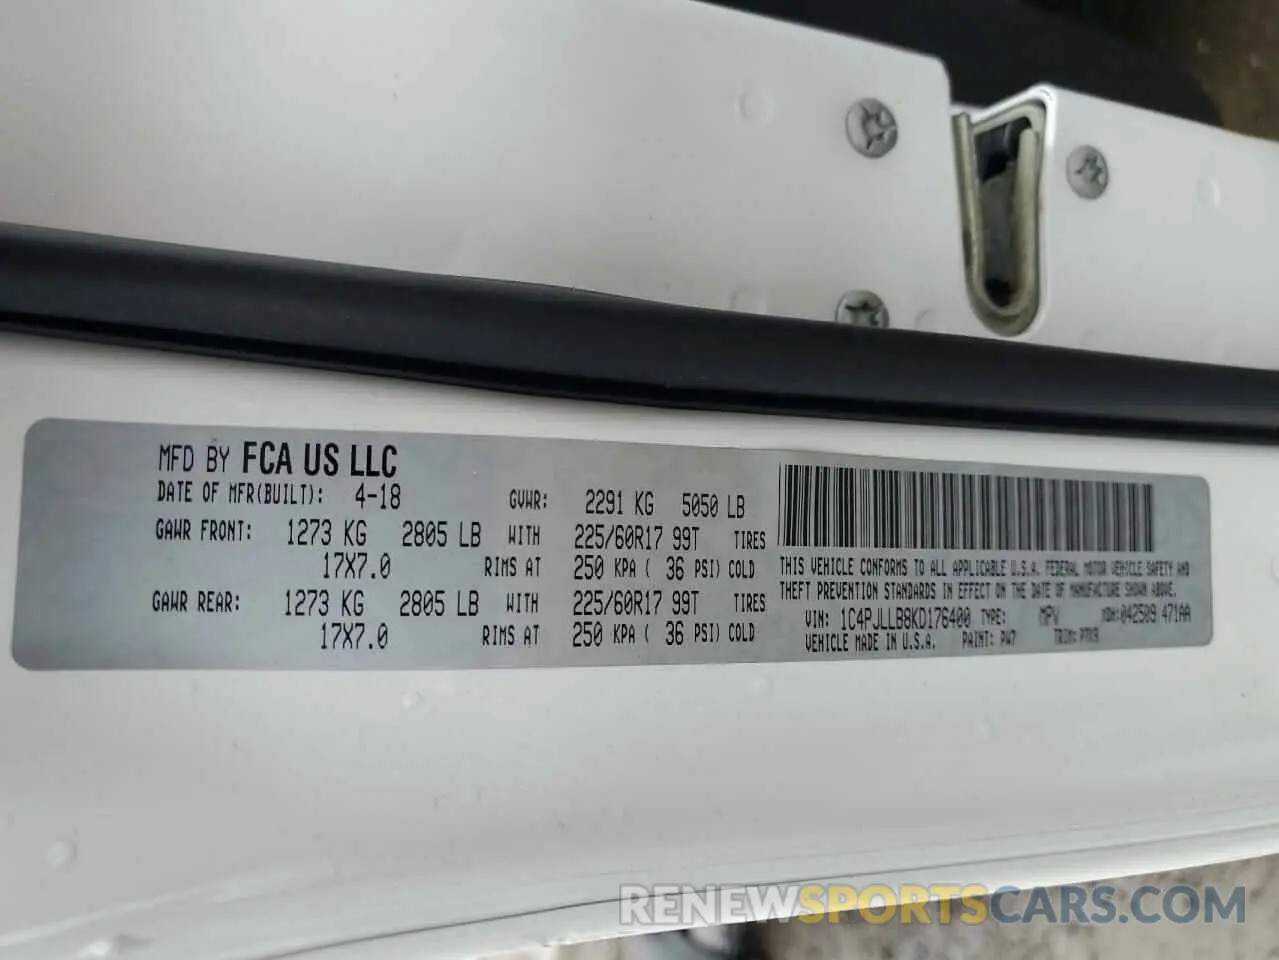 MFD BY FCA US LLC
DATE OF MFR(BUILT): 4-18 GVWR: 2291 KG 5050 LB
GAWR FRONT: 1273 KG 2805 LB WITH 225/60R17 99T TIRES
17X7.0 RIMS AT 250 KPA ( 36 PSI) COLD
GAWR REAR: 1273 KG 2805 LB WITH 225/60R17 99T TIRES
17X7.0 RIMS AT 250 KPA ( 36 PSI) COLD
THIS VEHICLE CONFORMS TO ALL APPLICABLE U.S.A. FEDERAL MOTOR VEHICLE SAFETY AND
THEFT PREVENTION STANDARDS IN EFFECT ON THE DATE OF MANUFACTURE SHOWN ABOVE.
VIN: 1C4PJLLB8KD176400 TYPE: MPV MDH: 042509 471AA
VEHICLE MADE IN U.S.A. PAINT: PW7 TRIM:
RENEWSPORTSCARS.COM